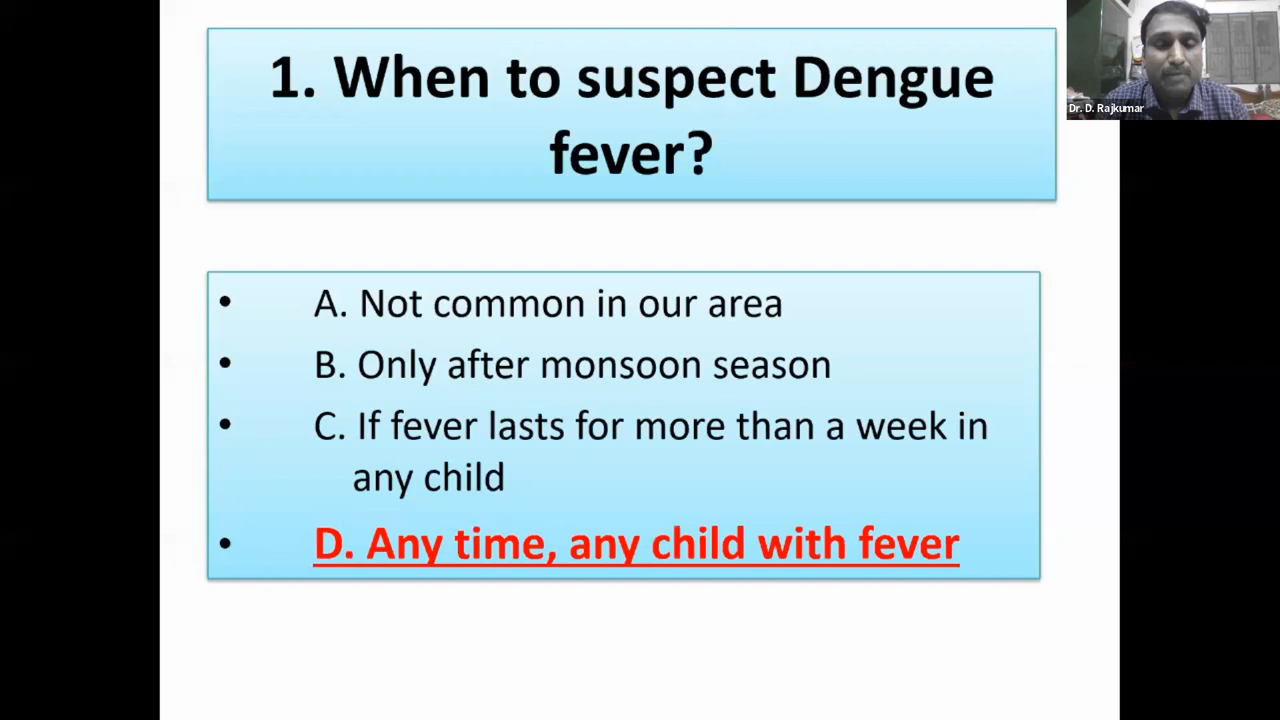 1. When to suspect Dengue
fever?
Dr. D. Rajkumar
• A. Not common in our area
• B. Only after monsoon season
• C. If fever lasts for more than a week in
any child
• D. Any time, any child with fever